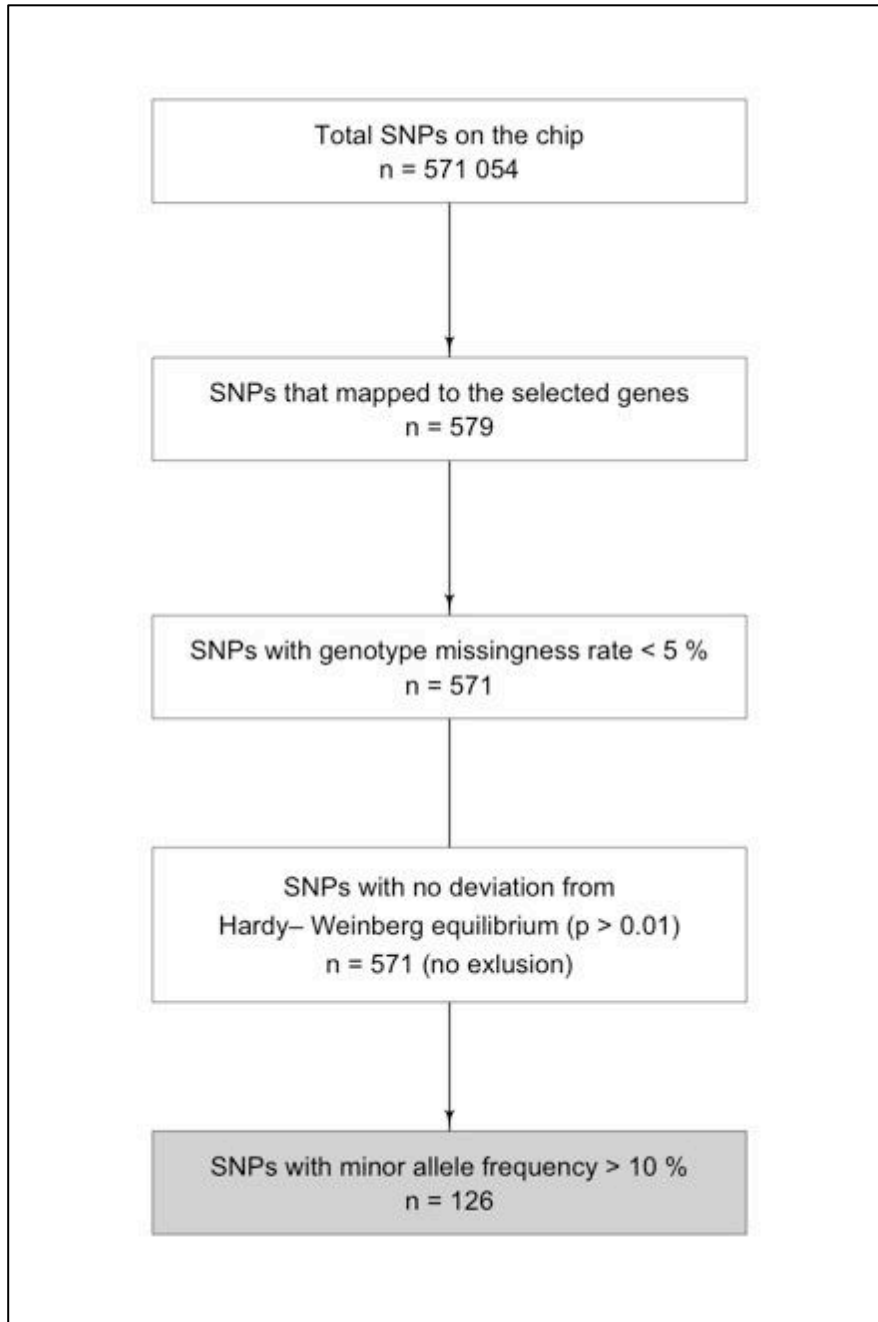 Total SNPs on the chip
n = 571 054
SNPs that mapped to the selected genes
n = 579
SNPs with genotype missingness rate < 5 %
n = 571
SNPs with no deviation from
Hardy– Weinberg equilibrium (p > 0.01)
n = 571 (no exlusion)
SNPs with minor allele frequency > 10 %
n = 126